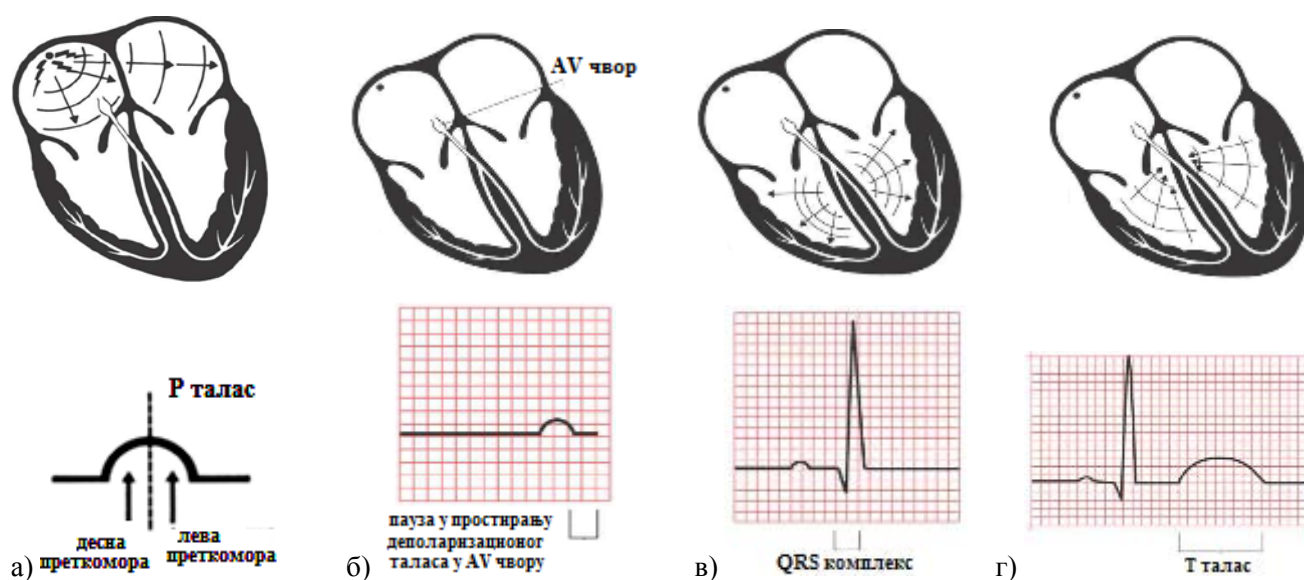 AV чвор
P талас
десна
преткомора
лева
преткомора
а)
пауза у простирању
деполаризационог
таласа у AV чвору
б)
QRS комплекс
в)
T талас
г)